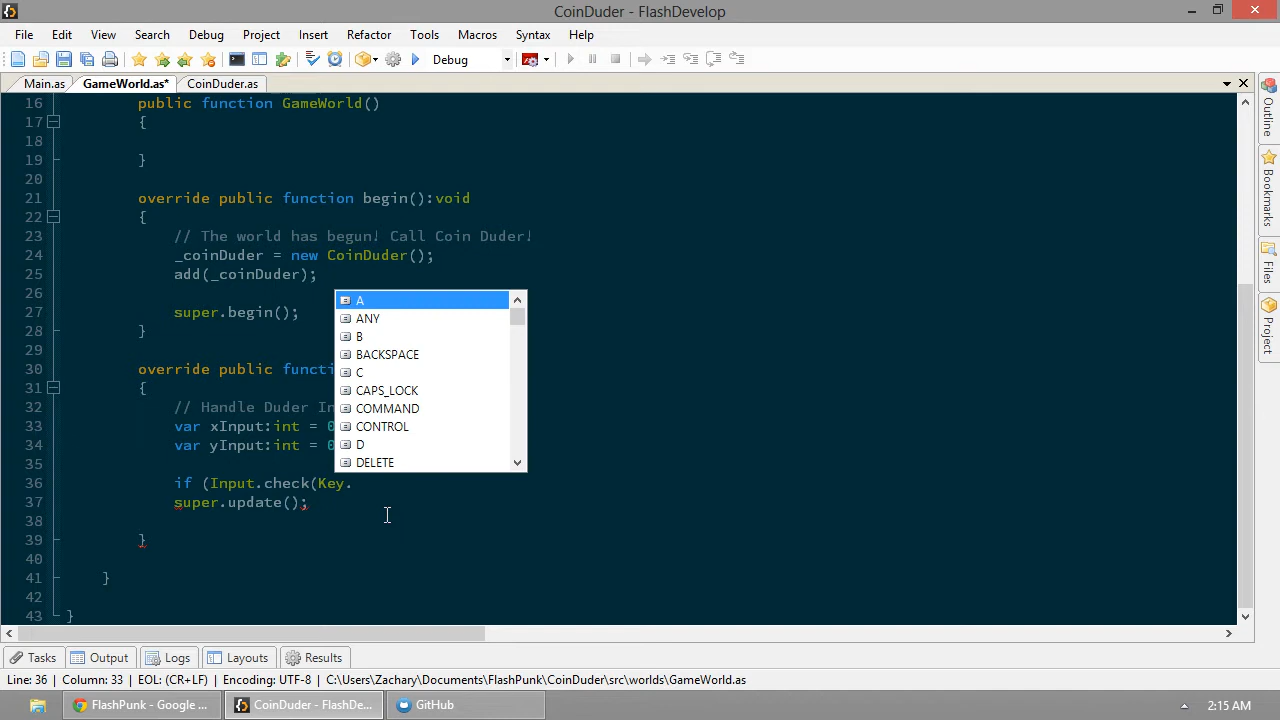 CoinDuder - FlashDevelop
File Edit View Search Debug Project Insert Refactor Tools Macros Syntax Help
Debug
Main.as GameWorld.as* CoinDuder.as
16 public function GameWorld()
17 {
18
19 }
20
21 override public function begin():void
22 {
23 // The world has begun! Call Coin Duder!
24 _coinDuder = new CoinDuder();
25 add(_coinDuder);
26
27 super.begin();
28 }
29
30 override public functi
31 {
32 // Handle Duder In
33 var xInput:int = 0
34 var yInput:int = 0
35
36 if (Input.check(Key.
37 super.update();
38
39 }
40
41 }
42
43 }
A
ANY
B
BACKSPACE
C
CAPS_LOCK
COMMAND
CONTROL
D
DELETE
Outline
Bookmarks
Files
Project
Tasks Output Logs Layouts Results
Line: 36 Column: 33 EOL: (CR+LF) Encoding: UTF-8 C:\Users\Zachary\Documents\FlashPunk\CoinDuder\src\worlds\GameWorld.as
FlashPunk - Google ... CoinDuder - FlashDe... GitHub 2:15 AM